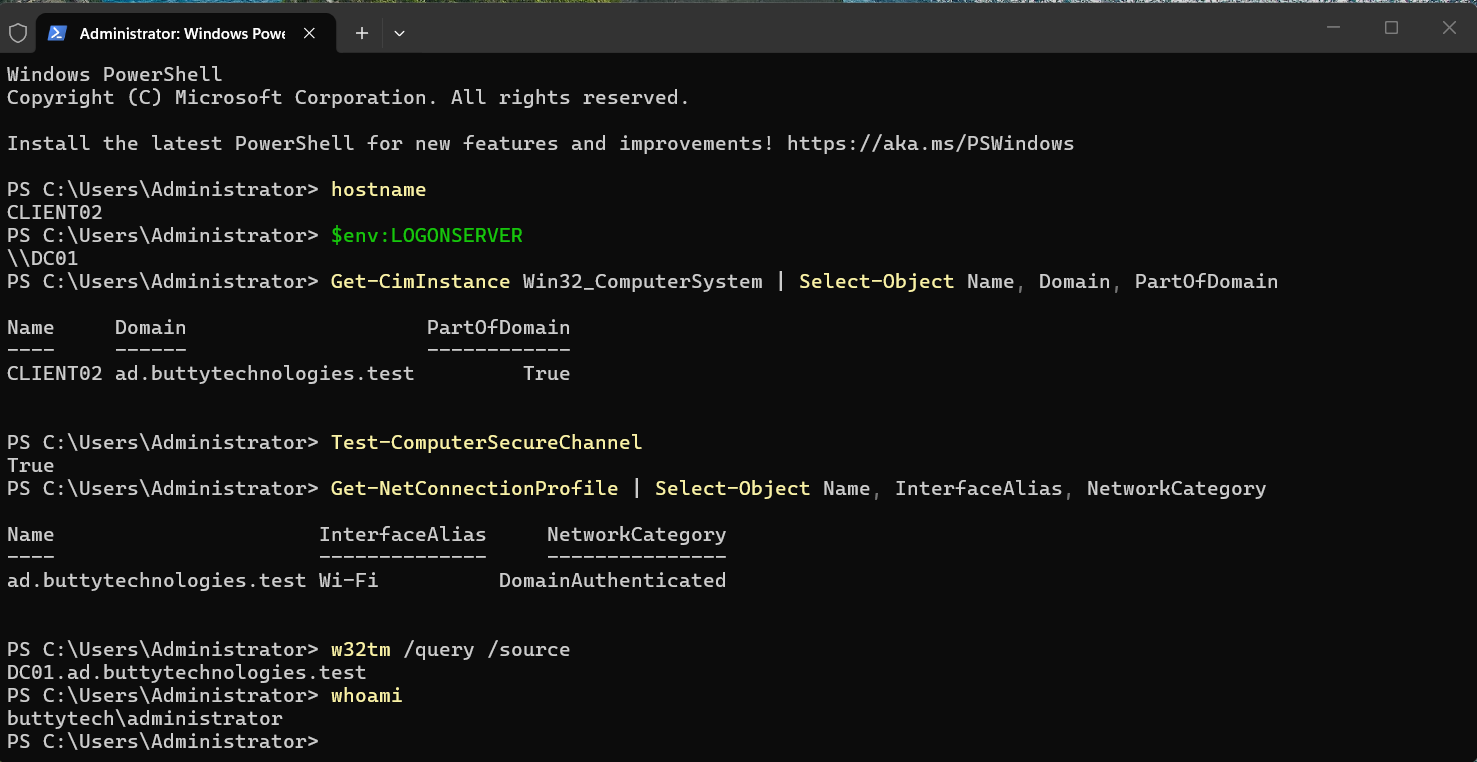 Administrator: Windows Powe
Windows PowerShell
Copyright (C) Microsoft Corporation. All rights reserved.
Install the latest PowerShell for new features and improvements! https://aka.ms/PSWindows
PS C:\Users\Administrator> hostname
CLIENT02
PS C:\Users\Administrator> $env:LOGONSERVER
\\DC01
PS C:\Users\Administrator> Get-CimInstance Win32_ComputerSystem | Select-Object Name, Domain, PartOfDomain
Name     Domain                    PartOfDomain
----     ------                    ------------
CLIENT02 ad.buttytechnologies.test         True
PS C:\Users\Administrator> Test-ComputerSecureChannel
True
PS C:\Users\Administrator> Get-NetConnectionProfile | Select-Object Name, InterfaceAlias, NetworkCategory
Name                      InterfaceAlias     NetworkCategory
----                      --------------     ---------------
ad.buttytechnologies.test Wi-Fi          DomainAuthenticated
PS C:\Users\Administrator> w32tm /query /source
DC01.ad.buttytechnologies.test
PS C:\Users\Administrator> whoami
buttytech\administrator
PS C:\Users\Administrator>